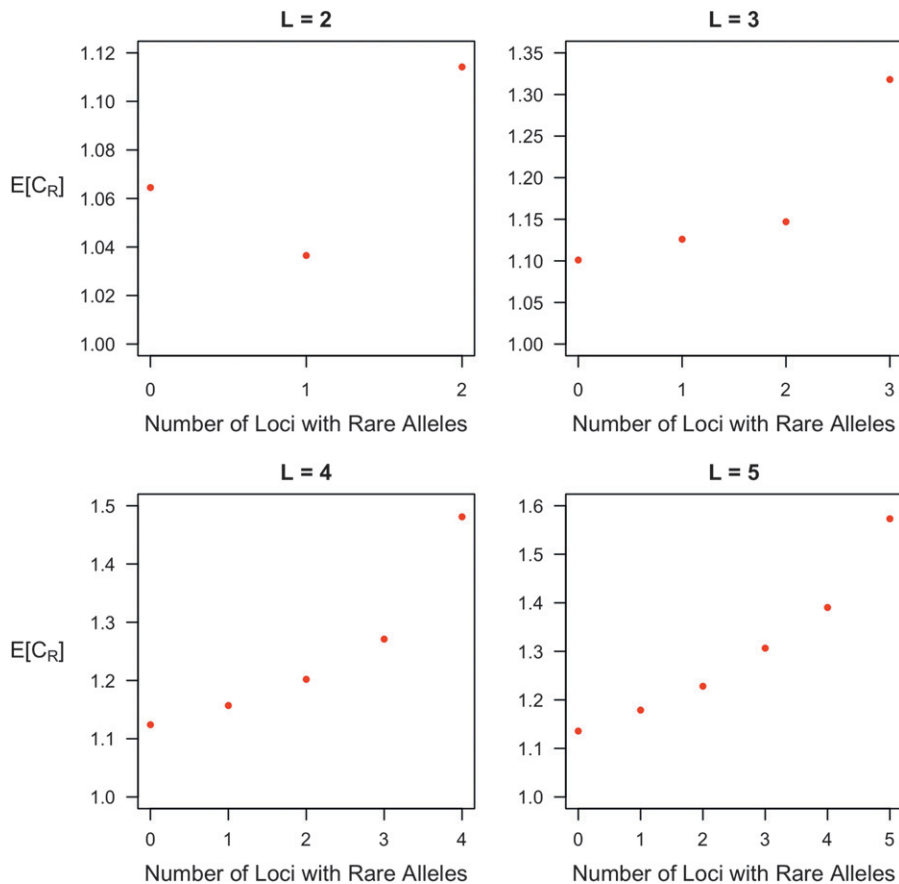 L = 2
1.12
1.10
1.08
1.06
1.04
1.02
1.00
E[CR]
0 1 2
Number of Loci with Rare Alleles
L = 3
1.35
1.30
1.25
1.20
1.15
1.10
1.05
1.00
0 1 2 3
Number of Loci with Rare Alleles
L = 4
1.5
1.4
1.3
1.2
1.1
1.0
E[CR]
0 1 2 3 4
Number of Loci with Rare Alleles
L = 5
1.6
1.5
1.4
1.3
1.2
1.1
1.0
0 1 2 3 4 5
Number of Loci with Rare Alleles